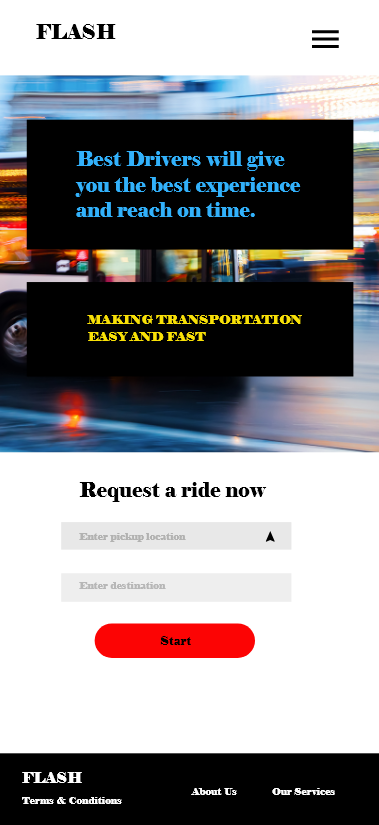 FLASH
Best Drivers will give
you the best experience
and reach on time.
MAKING TRANSPORTATION
EASY AND FAST
Request a ride now
Enter pickup location
Enter destination
Start
FLASH
Terms & Conditions
About Us
Our Services